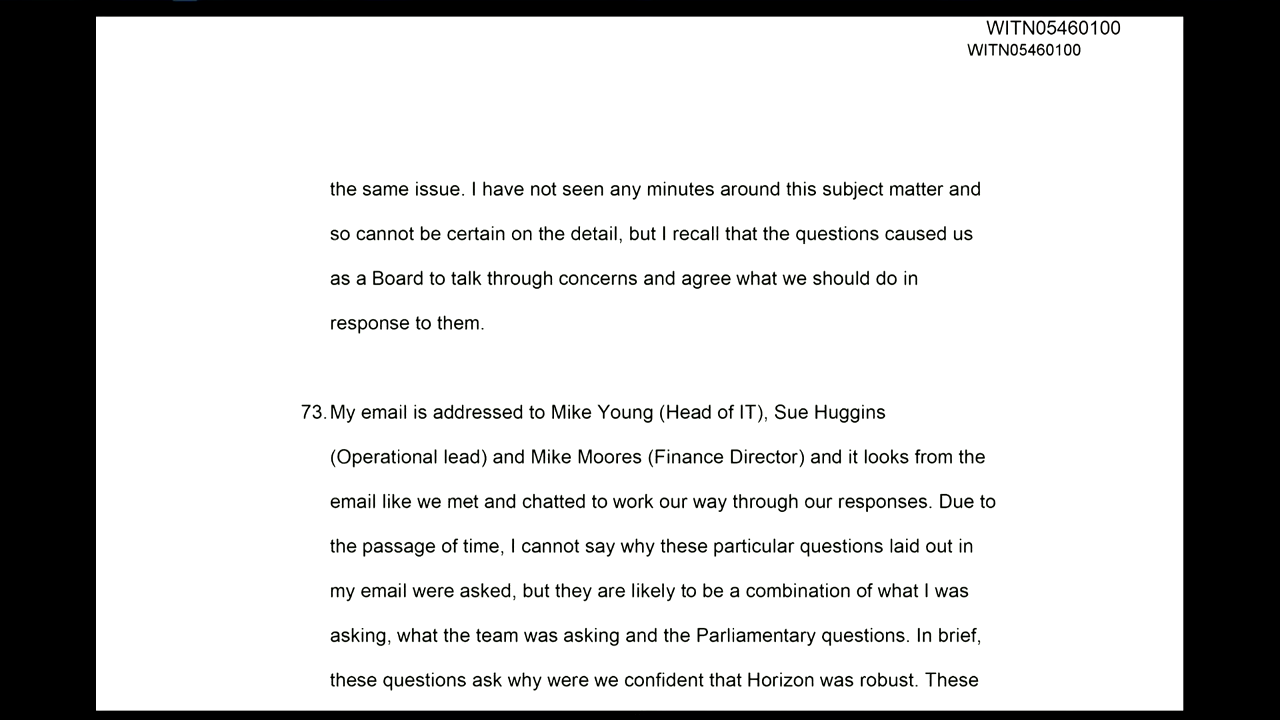 WITN05460100
WITN05460100
the same issue. I have not seen any minutes around this subject matter and
so cannot be certain on the detail, but I recall that the questions caused us
as a Board to talk through concerns and agree what we should do in
response to them.
73. My email is addressed to Mike Young (Head of IT), Sue Huggins
(Operational lead) and Mike Moores (Finance Director) and it looks from the
email like we met and chatted to work our way through our responses. Due to
the passage of time, I cannot say why these particular questions laid out in
my email were asked, but they are likely to be a combination of what I was
asking, what the team was asking and the Parliamentary questions. In brief,
these questions ask why were we confident that Horizon was robust. These